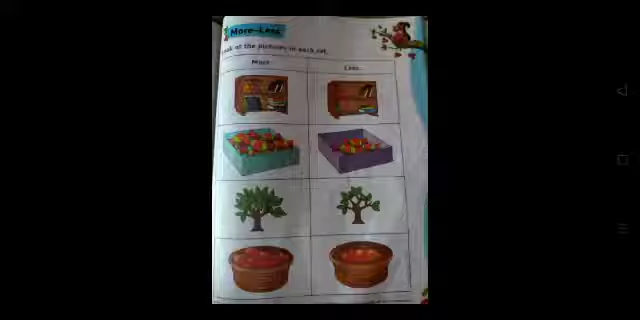 More-Less
Look at the pictures in each set.
More
Less